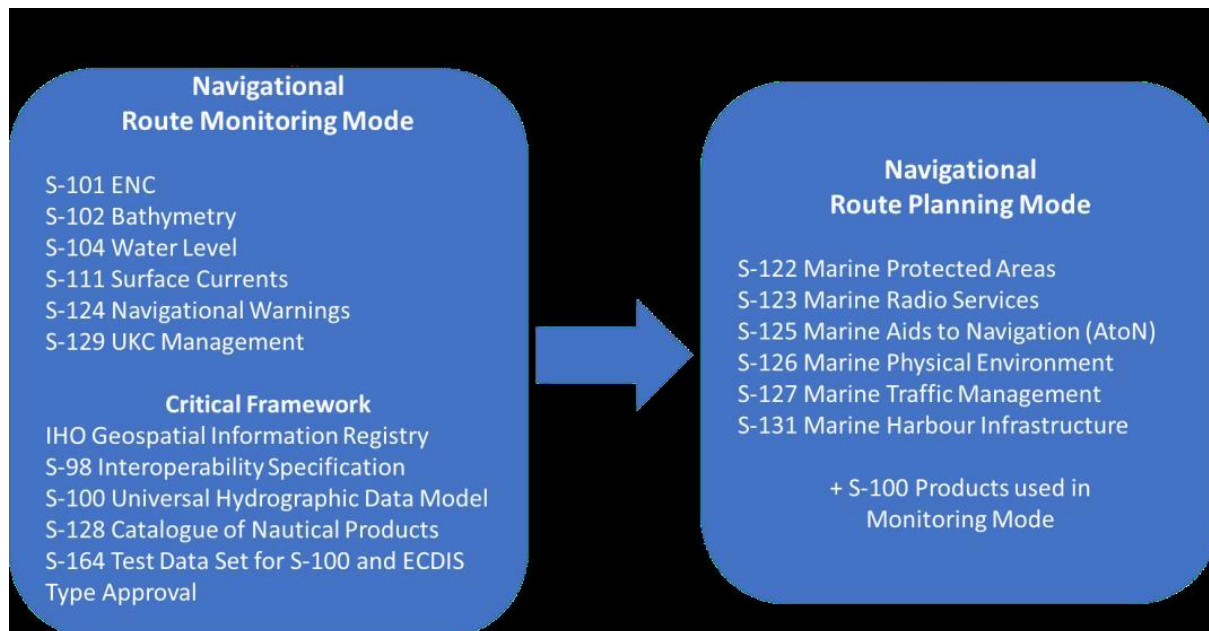 Navigational
Route Monitoring Mode
S-101 ENC
S-102 Bathymetry
S-104 Water Level
S-111 Surface Currents
S-124 Navigational Warnings
S-129 UKC Management
Critical Framework
IHO Geospatial Information Registry
S-98 Interoperability Specification
S-100 Universal Hydrographic Data Model
S-128 Catalogue of Nautical Products
S-164 Test Data Set for S-100 and ECDIS
Type Approval
Navigational
Route Planning Mode
S-122 Marine Protected Areas
S-123 Marine Radio Services
S-125 Marine Aids to Navigation (AtoN)
S-126 Marine Physical Environment
S-127 Marine Traffic Management
S-131 Marine Harbour Infrastructure
+ S-100 Products used in
Monitoring Mode